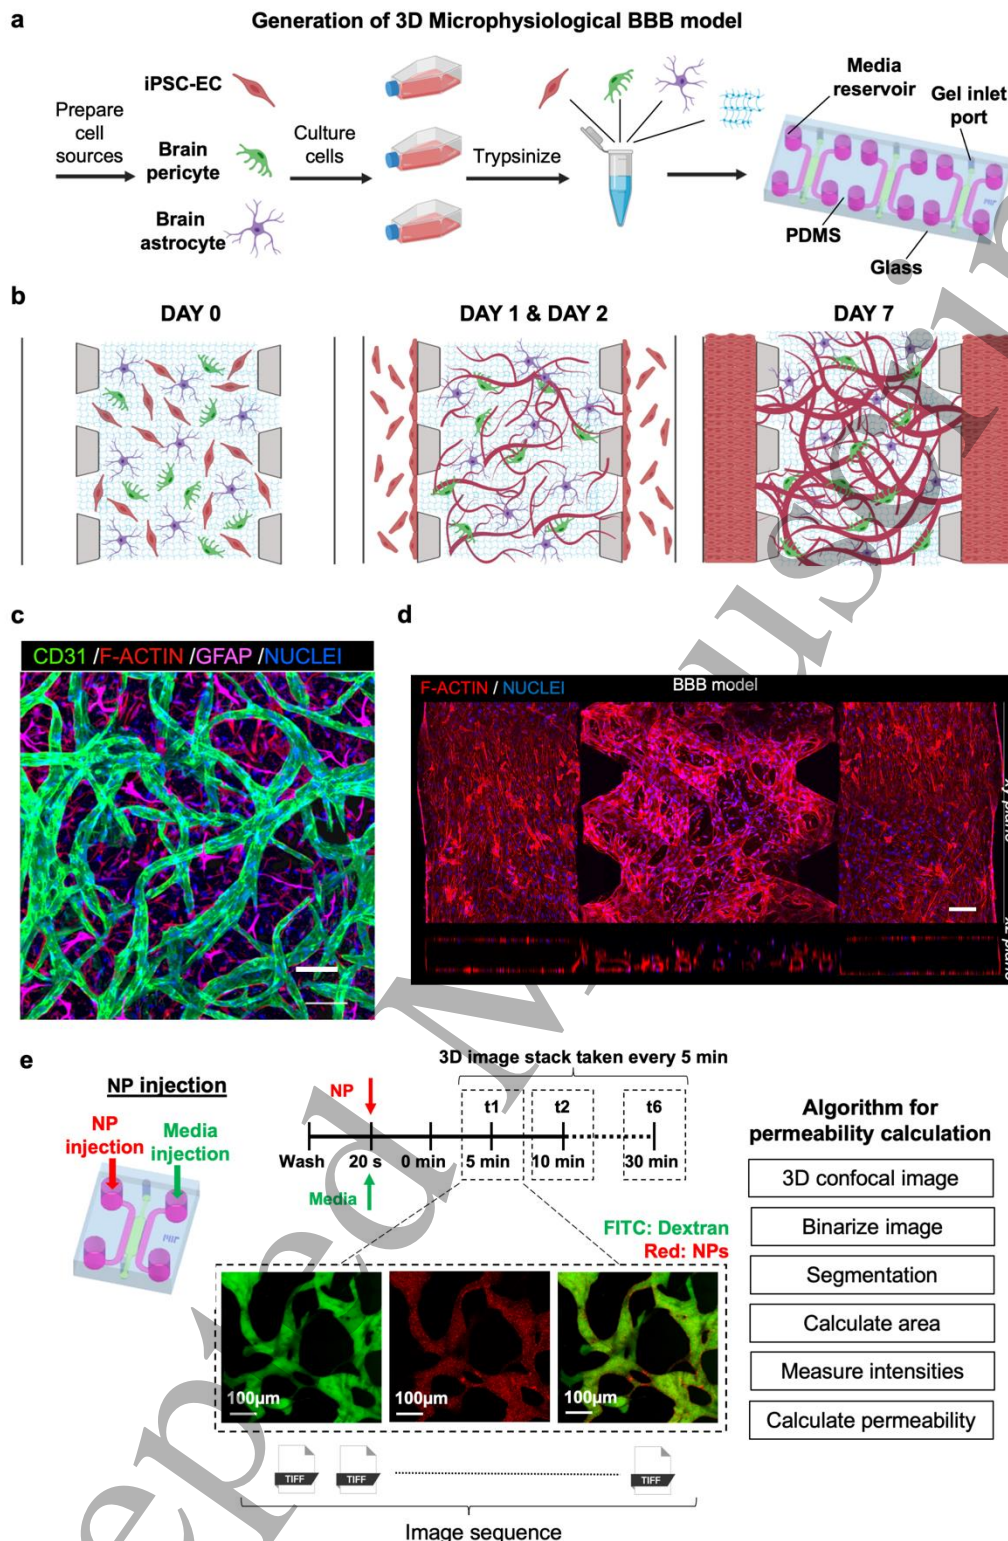 a
Generation of 3D Microphysiological BBB model
iPSC-EC
Prepare
cell
sources
Brain
pericyte
Brain
astrocyte
Culture
cells
Trypsinize
Media
reservoir
Gel inlet
port
PDMS
Glass
b
DAY 0
DAY 1 & DAY 2
DAY 7
c
CD31 /F-ACTIN /GFAP /NUCLEI
d
F-ACTIN / NUCLEI
BBB model
xy plane
xz plane
e
NP injection
NP
injection
Media
injection
3D image stack taken every 5 min
NP
t1
t2
t6
Wash
20 s
0 min
5 min
10 min
30 min
Media
FITC: Dextran
Red: NPs
100µm
100µm
100µm
TIFF
TIFF
TIFF
Image sequence
Algorithm for
permeability calculation
3D confocal image
Binarize image
Segmentation
Calculate area
Measure intensities
Calculate permeability